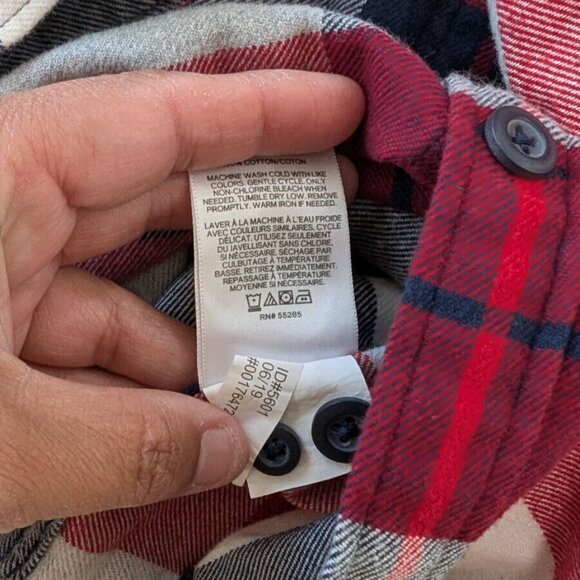 COTTON/COTON
MACHINE WASH COLD WITH LIKE
COLORS. GENTLE CYCLE. ONLY
NON-CHLORINE BLEACH WHEN
NEEDED. TUMBLE DRY LOW. REMOVE
PROMPTLY. WARM IRON IF NEEDED.
LAVER À LA MACHINE À L'EAU FROIDE
AVEC COULEURS SIMILAIRES. CYCLE
DÉLICAT. UTILISEZ SEULEMENT
DU JAVELLISANT SANS CHLORE,
SI NÉCESSAIRE. SÉCHAGE PAR
CULBUTAGE À TEMPÉRATURE
BASSE. RETIREZ IMMÉDIATEMENT.
REPASSAGE À TEMPÉRATURE
MOYENNE SI NÉCESSAIRE.
RN# 55285
ID#5601
06/19
#00176472